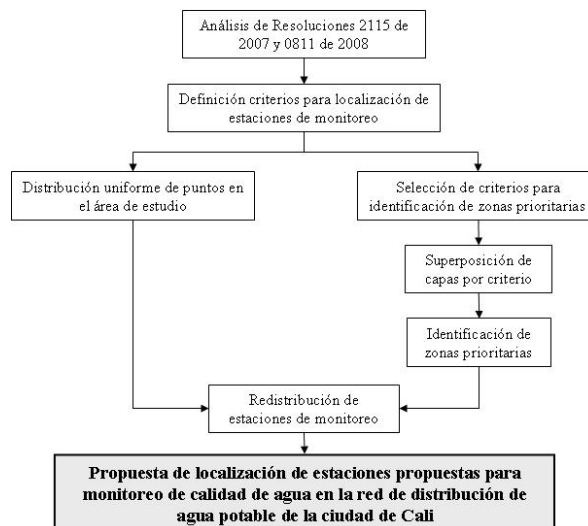 Análisis de Resoluciones 2115 de
2007 y 0811 de 2008
Definición criterios para localización de
estaciones de monitoreo
Distribución uniforme de puntos en
el área de estudio
Selección de criterios para
identificación de zonas prioritarias
Superposición de
capas por criterio
Identificación de
zonas prioritarias
Redistribución de
estaciones de monitoreo
Propuesta de localización de estaciones propuestas para
monitoreo de calidad de agua en la red de distribución de
agua potable de la ciudad de Cali